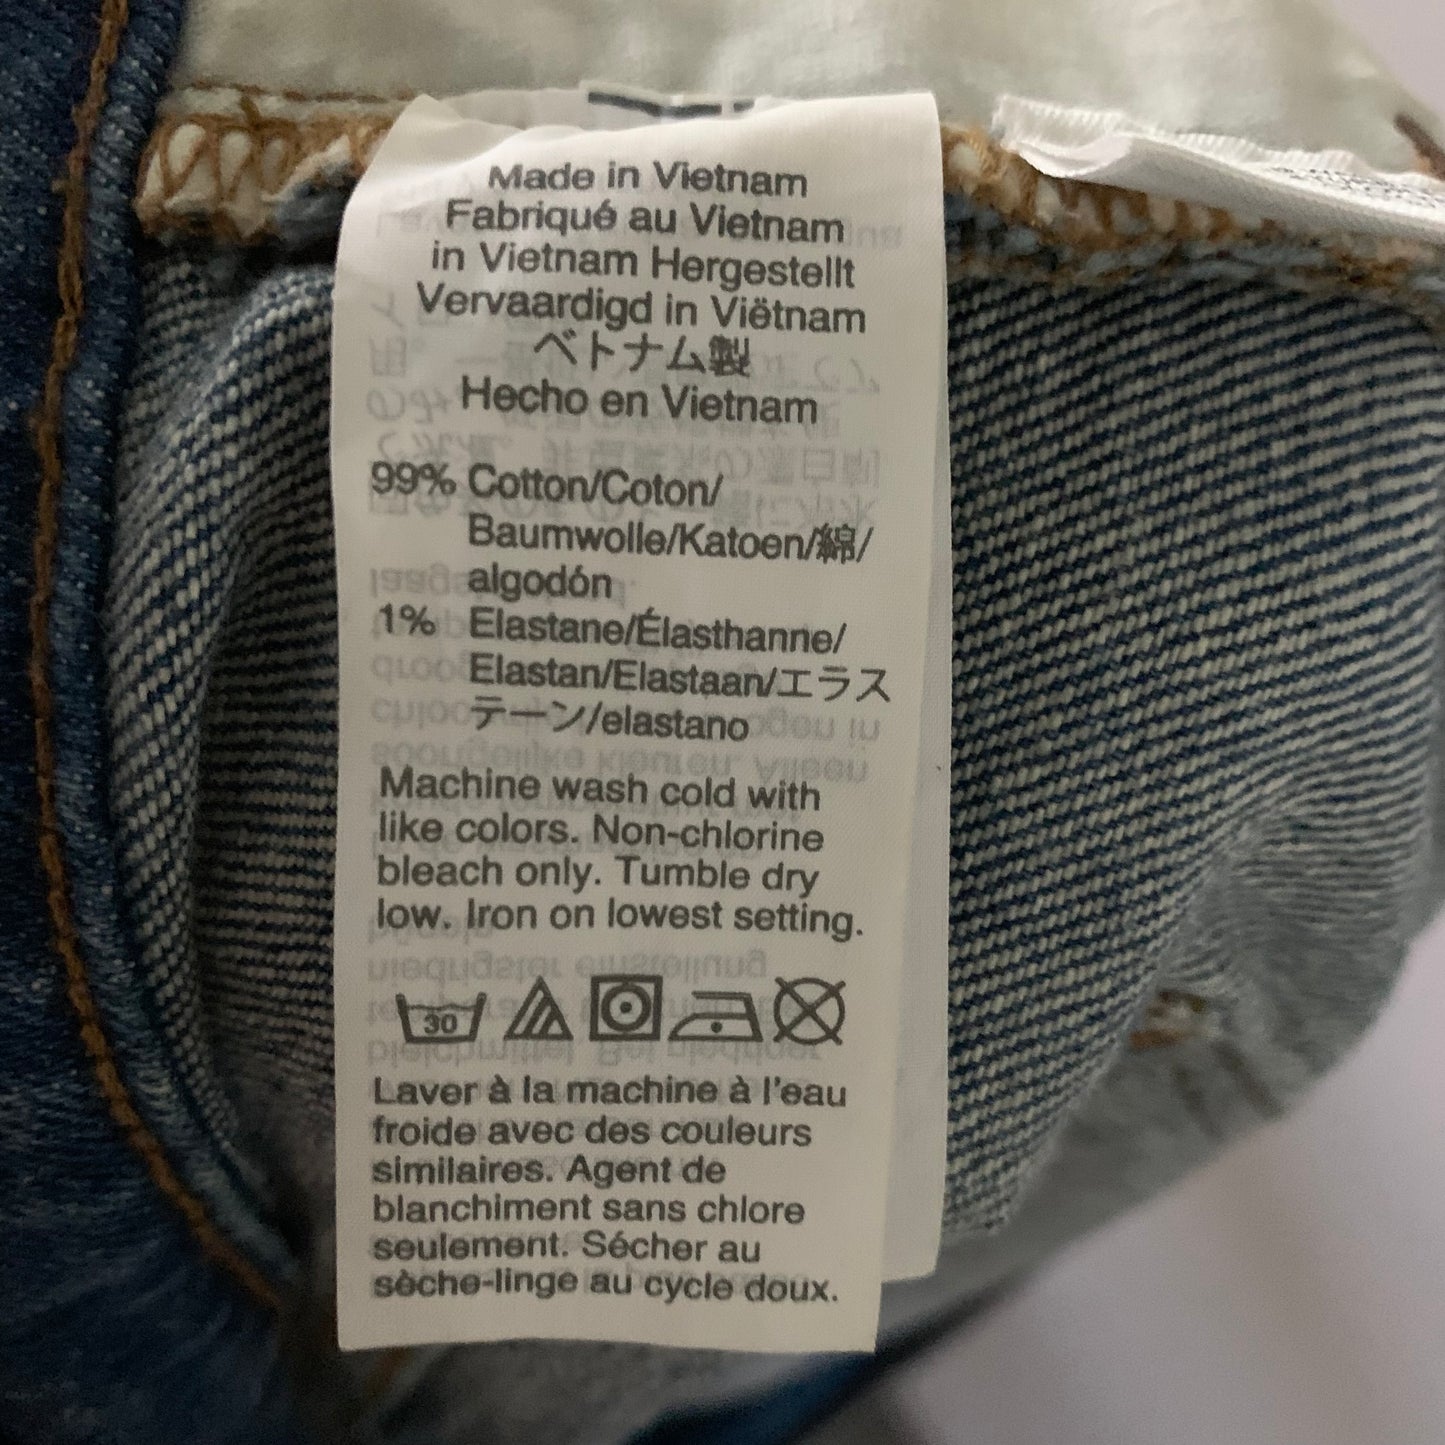 Made in Vietnam
Fabriqué au Vietnam
in Vietnam Hergestellt
Vervaardigd in Viëtnam
ベトナム製
Hecho en Vietnam
99% Cotton/Coton/
Baumwolle/Katoen/綿/
algodón
1% Elastane/Élasthanne/
Elastan/Elastaan/エラス
テーン/elastano
Machine wash cold with
like colors. Non-chlorine
bleach only. Tumble dry
low. Iron on lowest setting.
30
Laver à la machine à l'eau
froide avec des couleurs
similaires. Agent de
blanchiment sans chlore
seulement. Sécher au
sèche-linge au cycle doux.